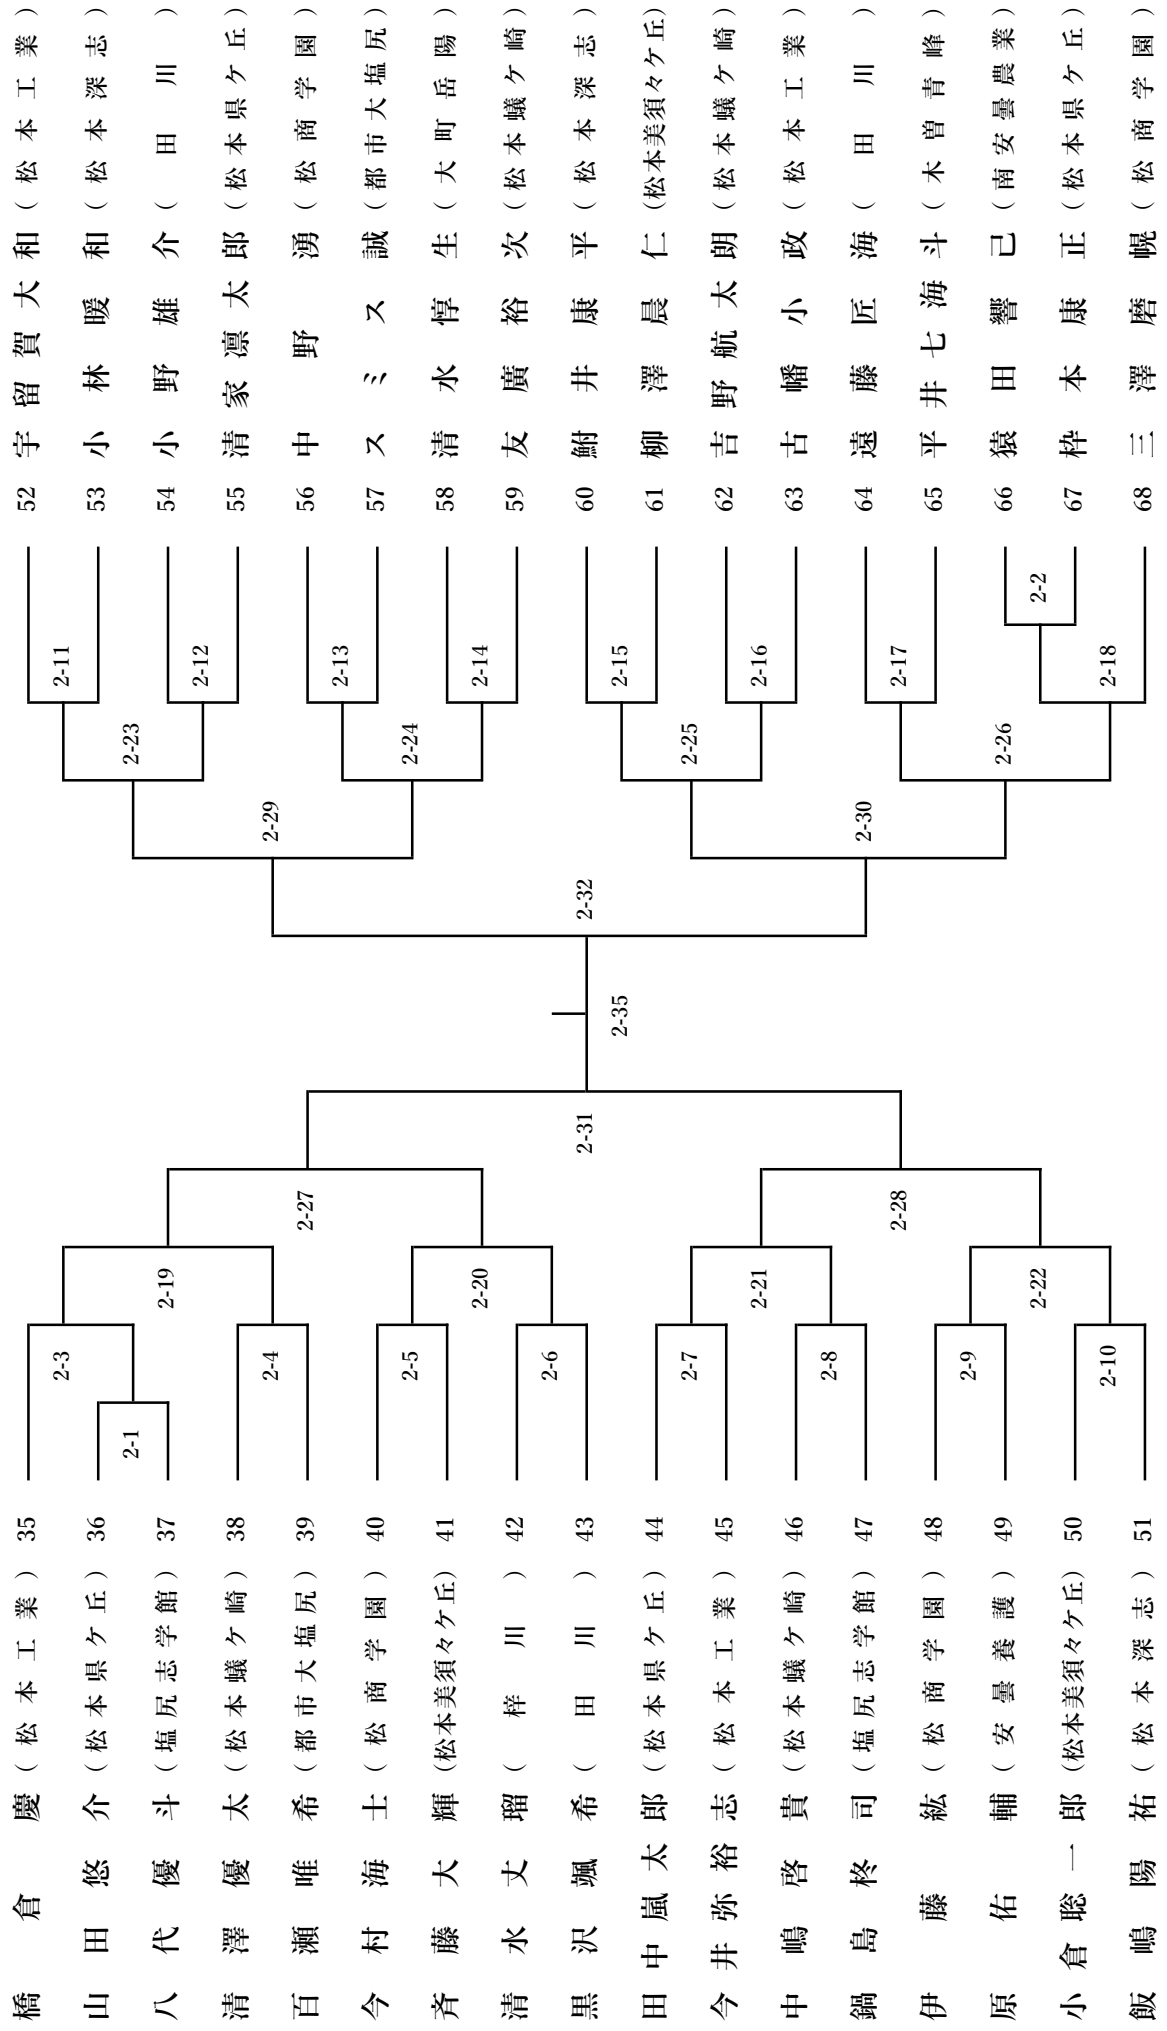 橋倉慶（松本工業）35
山田悠介（松本県ケ丘）36
八代優斗（塩尻志学館）37
清澤優太（松本蟻ケ崎）38
百瀬唯希（都市大塩尻）39
今村海士（松商学園）40
斉藤大輝（松本美須々ケ丘）41
清水丈瑠（梓川）42
黒沢颯希（田川）43
田中嵐太郎（松本県ケ丘）44
今井弥裕志（松本工業）45
中嶋啓貴（松本蟻ケ崎）46
鍋島柊司（塩尻志学館）47
伊藤紘（松商学園）48
原佑輔（安曇養護）49
小倉聡一郎（松本美須々ケ丘）50
飯嶋陽祐（松本深志）51
2-1
2-3
2-4
2-5
2-6
2-7
2-8
2-9
2-10
2-19
2-20
2-21
2-22
2-27
2-28
2-31
2-35
2-32
2-29
2-30
2-23
2-24
2-25
2-26
2-11
2-12
2-13
2-14
2-15
2-16
2-17
2-18
2-2
52 宇留賀大和（松本工業）
53 小林暖和（松本深志）
54 小野雄介（田川）
55 清家凛太郎（松本県ケ丘）
56 中野湧（松商学園）
57 スミス誠（都市大塩尻）
58 清水惇生（大町岳陽）
59 友廣裕次（松本蟻ケ崎）
60 鮒井康平（松本深志）
61 柳澤晨仁（松本美須々ケ丘）
62 吉野航太朗（松本蟻ケ崎）
63 古幡小政（松本工業）
64 遠藤匠海（田川）
65 平井七海斗（木曽青峰）
66 猿田響己（南安曇農業）
67 枠本康正（松本県ケ丘）
68 三澤磨幌（松商学園）